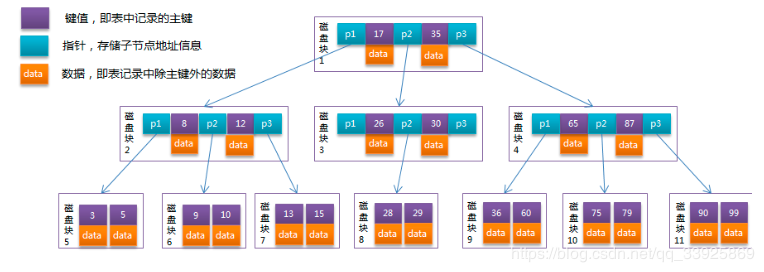 键值，即表中记录的主键
指针，存储子节点地址信息
data 数据，即表记录中除主键外的数据
磁盘块1
p1 17 p2 35 p3
data data
磁盘块2
p1 8 p2 12 p3
data data
磁盘块3
p1 26 p2 30 p3
data data
磁盘块4
p1 65 p2 87 p3
data data
磁盘块5
3 5
data data
磁盘块6
9 10
data data
磁盘块7
13 15
data data
磁盘块8
28 29
data data
磁盘块9
36 60
data data
磁盘块10
75 79
data data
磁盘块11
90 99
data data
https://blog.csdn.net/qq_33925869